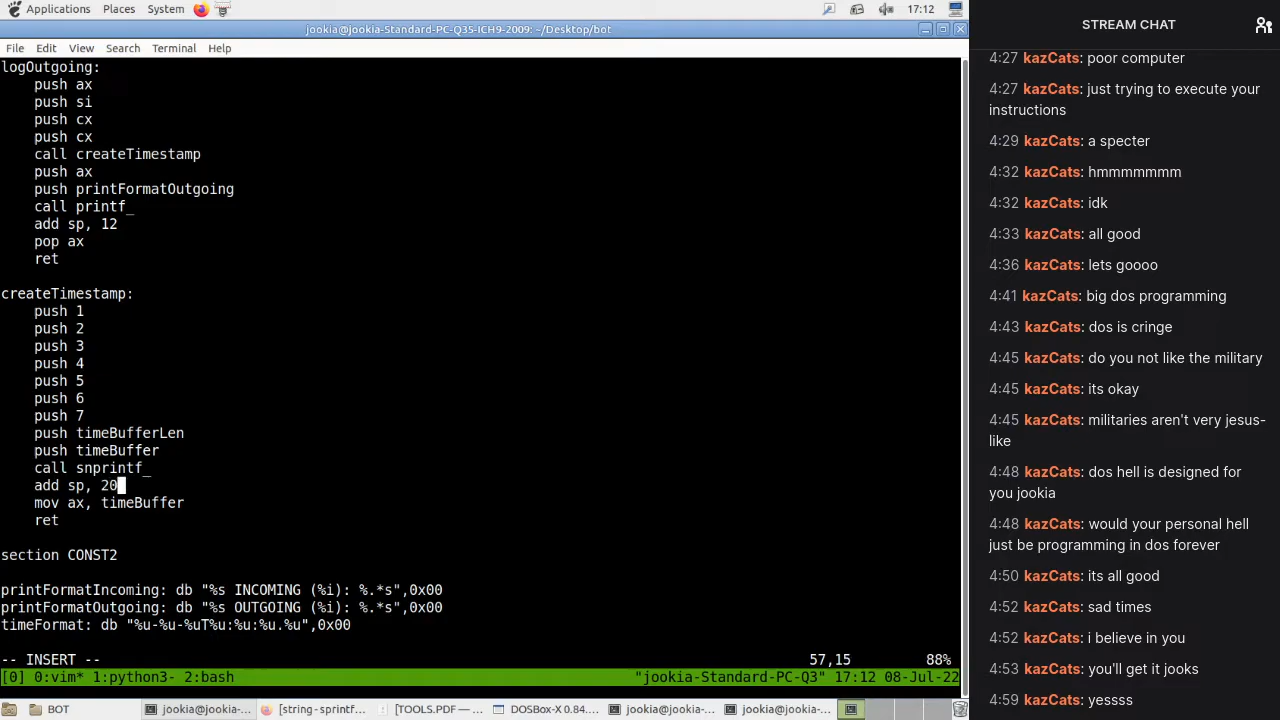 Applications Places System 17:12
jookia@jookia-Standard-PC-Q35-ICH9-2009: ~/Desktop/bot
File Edit View Search Terminal Help
logOutgoing:
push ax
push si
push cx
push cx
call createTimestamp
push ax
push printFormatOutgoing
call printf_
add sp, 12
pop ax
ret
createTimestamp:
push 1
push 2
push 3
push 4
push 5
push 6
push 7
push timeBufferLen
push timeBuffer
call snprintf_
add sp, 20
mov ax, timeBuffer
ret
section CONST2
printFormatIncoming: db "%s INCOMING (%i): %.*s",0x00
printFormatOutgoing: db "%s OUTGOING (%i): %.*s",0x00
timeFormat: db "%u-%u-%uT%u:%u:%u.%u",0x00
-- INSERT -- 57,15 88%
[0] 0:vim* 1:python3- 2:bash "jookia-Standard-PC-Q3" 17:12 08-Jul-22
BOT jookia@jookia-... [string - sprintf... [TOOLS.PDF — ... DOSBox-X 0.84.... jookia@jookia-... jookia@jookia-...
STREAM CHAT
4:27 kazCats: poor computer
4:27 kazCats: just trying to execute your
instructions
4:29 kazCats: a specter
4:32 kazCats: hmmmmmmm
4:32 kazCats: idk
4:33 kazCats: all good
4:36 kazCats: lets goooo
4:41 kazCats: big dos programming
4:43 kazCats: dos is cringe
4:45 kazCats: do you not like the military
4:45 kazCats: its okay
4:45 kazCats: militaries aren't very jesus-
like
4:48 kazCats: dos hell is designed for
you jookia
4:48 kazCats: would your personal hell
just be programming in dos forever
4:50 kazCats: its all good
4:52 kazCats: sad times
4:52 kazCats: i believe in you
4:53 kazCats: you'll get it jooks
4:59 kazCats: yessss